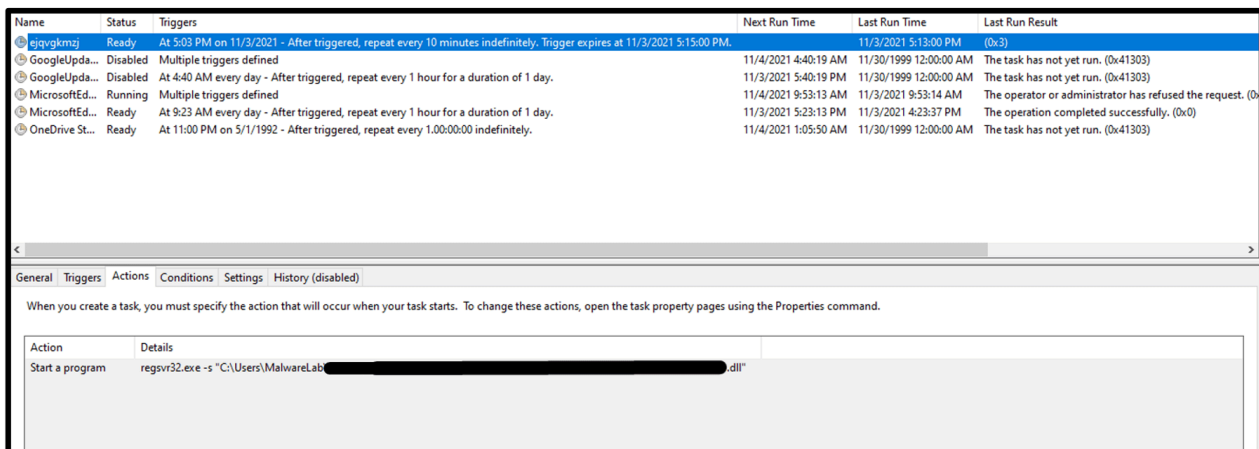 Name Status Triggers Next Run Time Last Run Time Last Run Result
ejqvgkmzj Ready At 5:03 PM on 11/3/2021 - After triggered, repeat every 10 minutes indefinitely. Trigger expires at 11/3/2021 5:15:00 PM. 11/3/2021 5:13:00 PM (0x3)
GoogleUpda... Disabled Multiple triggers defined 11/4/2021 4:40:19 AM 11/30/1999 12:00:00 AM The task has not yet run. (0x41303)
GoogleUpda... Disabled At 4:40 AM every day - After triggered, repeat every 1 hour for a duration of 1 day. 11/3/2021 5:40:19 PM 11/30/1999 12:00:00 AM The task has not yet run. (0x41303)
MicrosoftEd... Running Multiple triggers defined 11/4/2021 9:53:13 AM 11/3/2021 9:53:14 AM The operator or administrator has refused the request. (0x
MicrosoftEd... Ready At 9:23 AM every day - After triggered, repeat every 1 hour for a duration of 1 day. 11/3/2021 5:23:13 PM 11/3/2021 4:23:37 PM The operation completed successfully. (0x0)
OneDrive St... Ready At 11:00 PM on 5/1/1992 - After triggered, repeat every 1.00:00:00 indefinitely. 11/4/2021 1:05:50 AM 11/30/1999 12:00:00 AM The task has not yet run. (0x41303)
General Triggers Actions Conditions Settings History (disabled)
When you create a task, you must specify the action that will occur when your task starts. To change these actions, open the task property pages using the Properties command.
Action Details
Start a program regsvr32.exe -s "C:\Users\MalwareLab\ .dll"